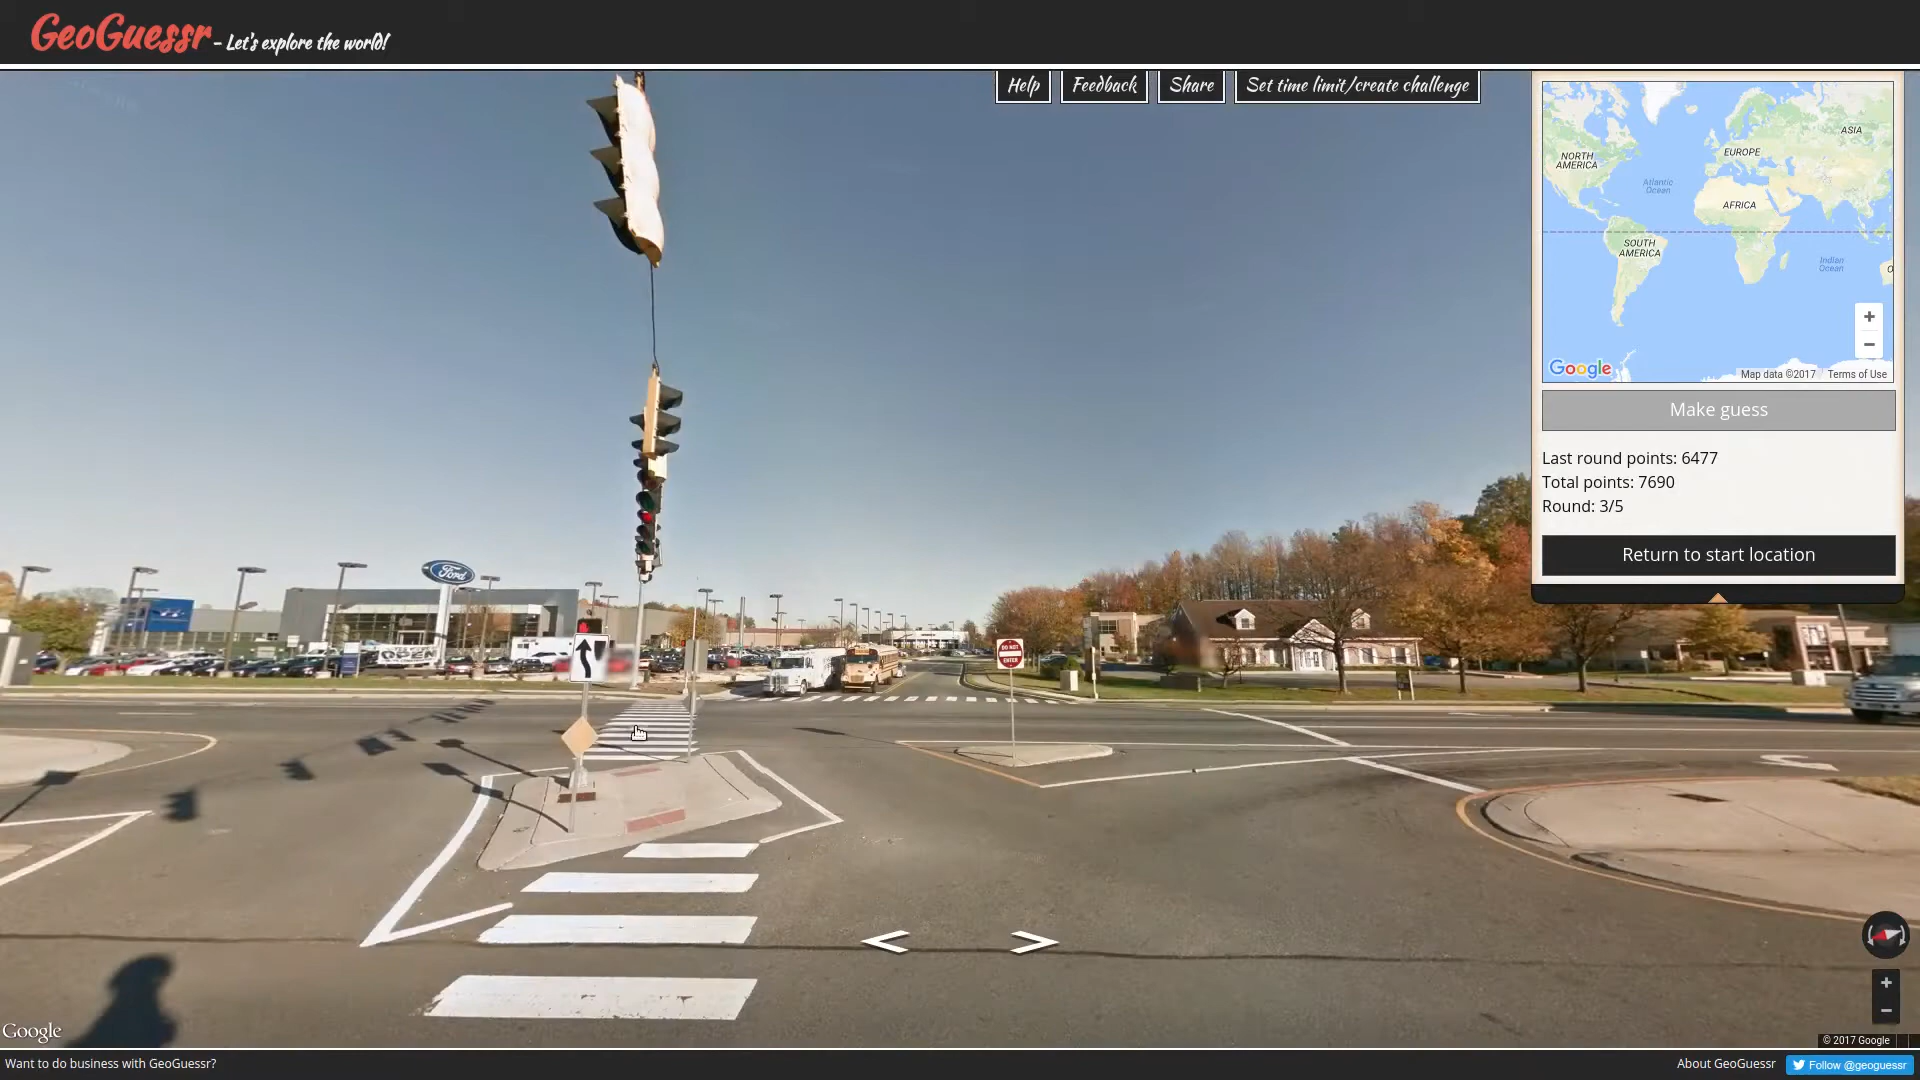 GeoGuessr - Let's explore the world!
Help
Feedback
Share
Set time limit/create challenge
NORTH
AMERICA
Atlantic
Ocean
EUROPE
ASIA
AFRICA
SOUTH
AMERICA
Indian
Ocean
O
+
−
Google
Map data ©2017
Terms of Use
Make guess
Last round points: 6477
Total points: 7690
Round: 3/5
Return to start location
Ford
OPEN
DO NOT
ENTER
+
−
Google
© 2017 Google
Want to do business with GeoGuessr?
About GeoGuessr
Follow @geoguessr